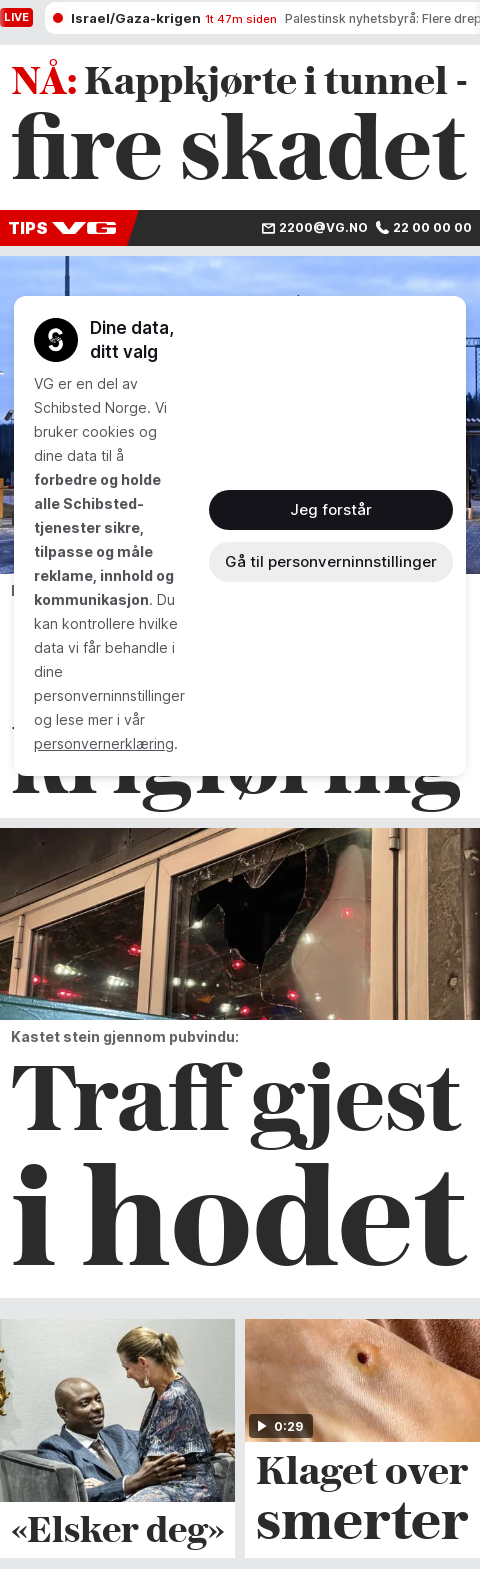 LIVE
Israel/Gaza-krigen 1t 47m siden Palestinsk nyhetsbyrå: Flere drep
NÅ: Kappkjørte i tunnel -
fire skadet
TIPS VG 2200@VG.NO 22 00 00 00
Dine data,
ditt valg
VG er en del av
Schibsted Norge. Vi
bruker cookies og
dine data til å
forbedre og holde
alle Schibsted-
tjenester sikre,
tilpasse og måle
reklame, innhold og
kommunikasjon. Du
kan kontrollere hvilke
data vi får behandle i
dine
personverninnstillinger
og lese mer i vår
personvernerklæring.
Jeg forstår
Gå til personverninnstillinger
krigføring
Kastet stein gjennom pubvindu:
Traff gjest
i hodet
«Elsker deg»
0:29
Klaget over
smerter